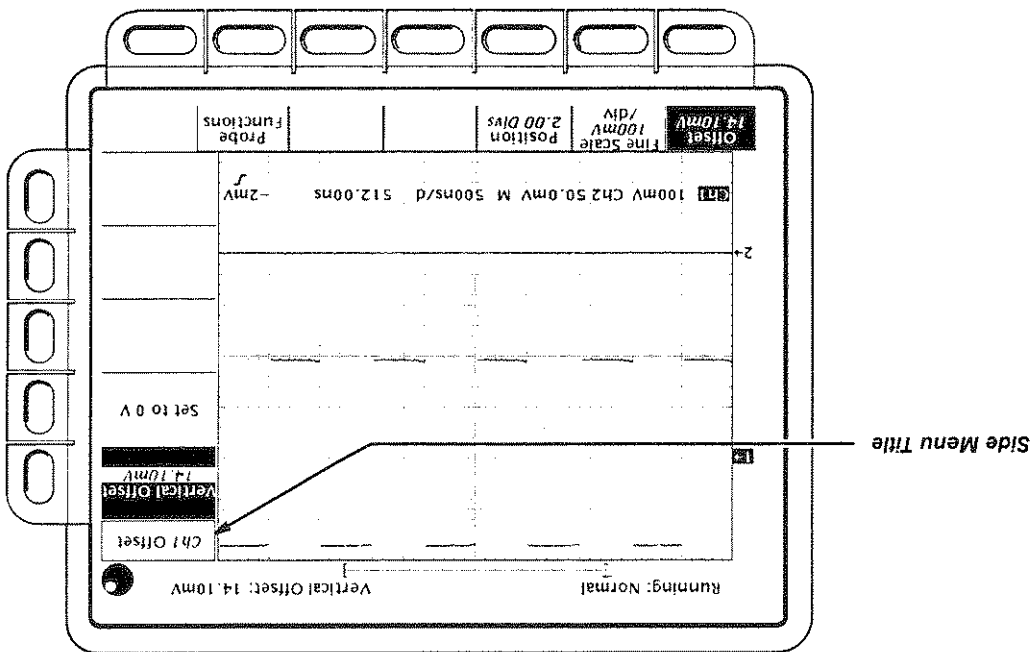 Running: Normal
Vertical Offset: 14.10mV
Side Menu Title
Ch1 Offset
Vertical Offset
14.10mV
Set to 0 V
1→
2→
Ch1 100mV Ch2 50.0mV M 500ns/d 512.00ns -2mV
Offset
14.10mV
Fine Scale
100mV
/div
Position
2.00 Divs
Probe
Functions